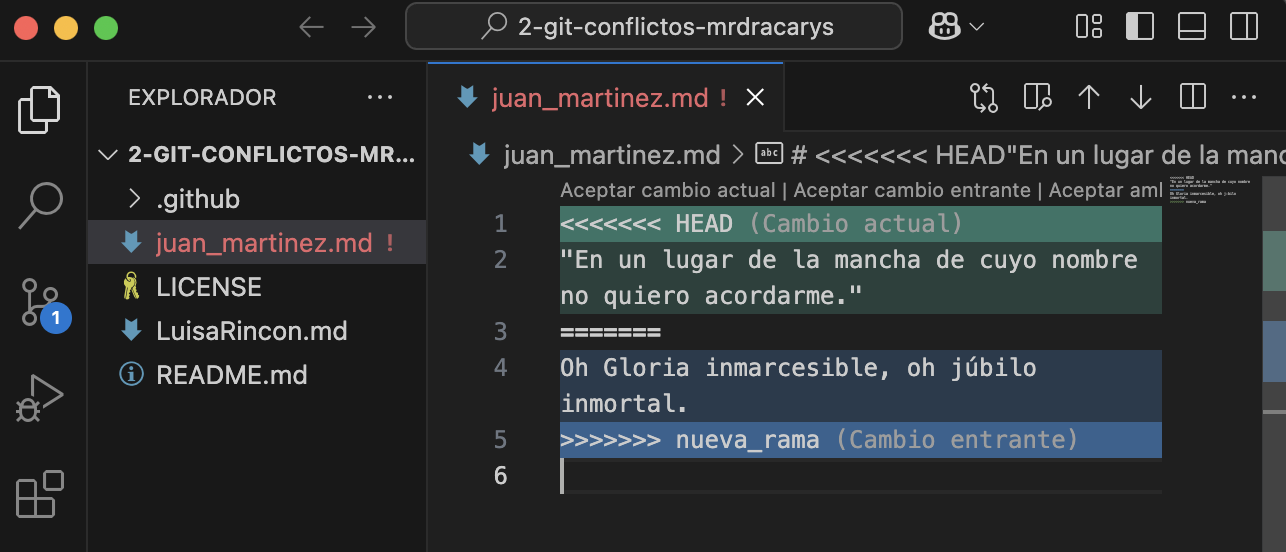 2-git-conflictos-mrdracarys
EXPLORADOR
2-GIT-CONFLICTOS-MR...
.github
juan_martinez.md !
LICENSE
LuisaRincon.md
README.md
1
juan_martinez.md !
juan_martinez.md > # <<<<<<< HEAD"En un lugar de la manc
Aceptar cambio actual | Aceptar cambio entrante | Aceptar aml
1 <<<<<<< HEAD (Cambio actual)
2 "En un lugar de la mancha de cuyo nombre
no quiero acordarme."
3 =======
4 Oh Gloria inmarcesible, oh júbilo
inmortal.
5 >>>>>>> nueva_rama (Cambio entrante)
6